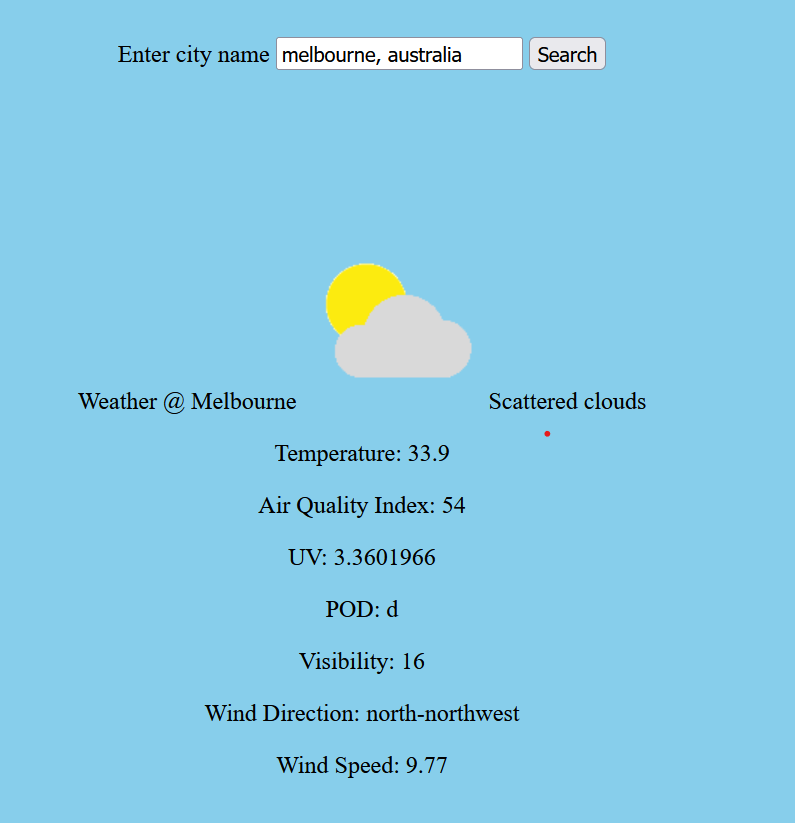 Enter city name melbourne, australia Search
Weather @ Melbourne Scattered clouds
Temperature: 33.9
Air Quality Index: 54
UV: 3.3601966
POD: d
Visibility: 16
Wind Direction: north-northwest
Wind Speed: 9.77